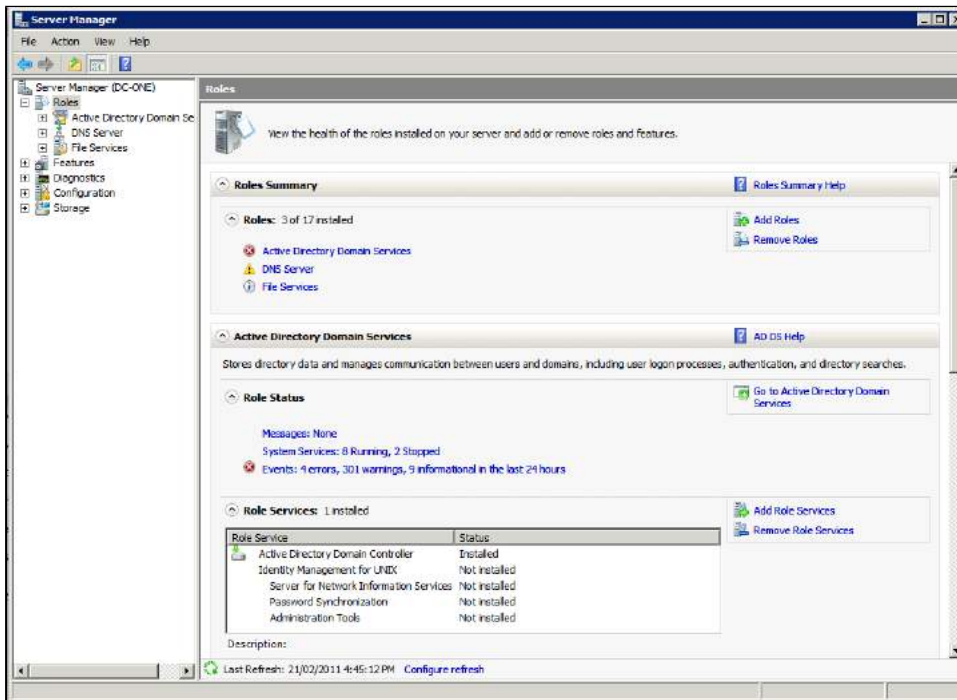 Server Manager
File Action View Help
Server Manager (DC-ONE)
Roles
Active Directory Domain Se
DNS Server
File Services
Features
Diagnostics
Configuration
Storage
Roles
View the health of the roles installed on your server and add or remove roles and features.
Roles Summary
Roles Summary Help
Roles: 3 of 17 installed
Add Roles
Remove Roles
Active Directory Domain Services
DNS Server
File Services
Active Directory Domain Services
AD DS Help
Stores directory data and manages communication between users and domains, including user logon processes, authentication, and directory searches.
Role Status
Go to Active Directory Domain
Services
Messages: None
System Services: 8 Running, 2 Stopped
Events: 4 errors, 301 warnings, 9 informational in the last 24 hours
Role Services: 1 installed
Add Role Services
Remove Role Services
Role Service Status
Active Directory Domain Controller Installed
Identity Management for UNIX Not installed
Server for Network Information Services Not installed
Password Synchronization Not installed
Administration Tools Not installed
Description:
Last Refresh: 21/02/2011 4:45:12 PM Configure refresh